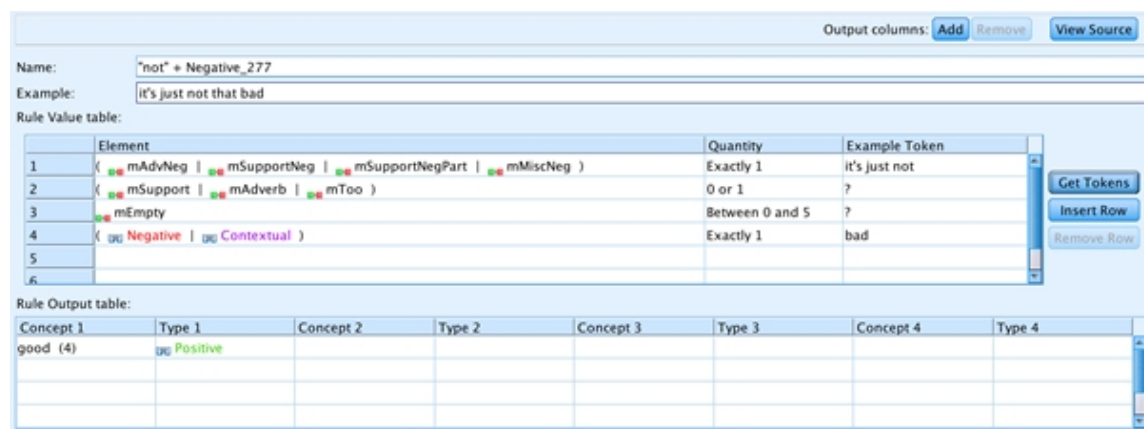 Output columns: Add Remove View Source
Name: "not" + Negative_277
Example: it's just not that bad
Rule Value table:
Element Quantity Example Token
1 ( mAdvNeg | mSupportNeg | mSupportNegPart | mMiscNeg ) Exactly 1 it's just not
2 ( mSupport | mAdverb | mToo ) 0 or 1 ?
Get Tokens
3 mEmpty Between 0 and 5 ?
Insert Row
4 ( Negative | Contextual ) Exactly 1 bad
Remove Row
5
6
Rule Output table:
Concept 1 Type 1 Concept 2 Type 2 Concept 3 Type 3 Concept 4 Type 4
good (4) Positive